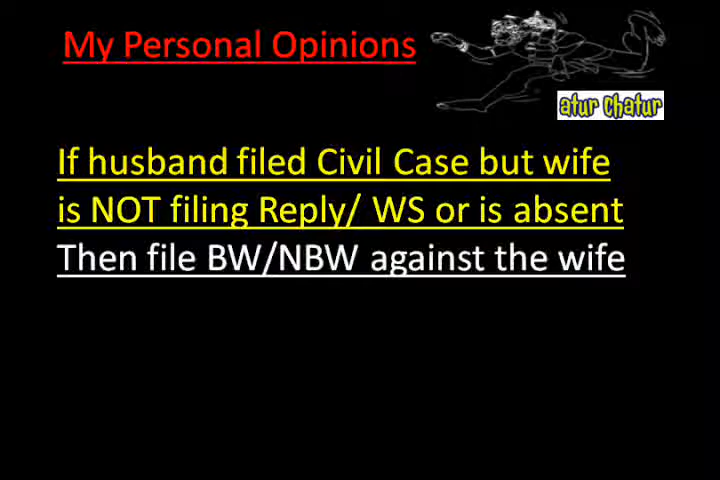 My Personal Opinions
atur chatur
If husband filed Civil Case but wife
is NOT filing Reply/ WS or is absent
Then file BW/NBW against the wife